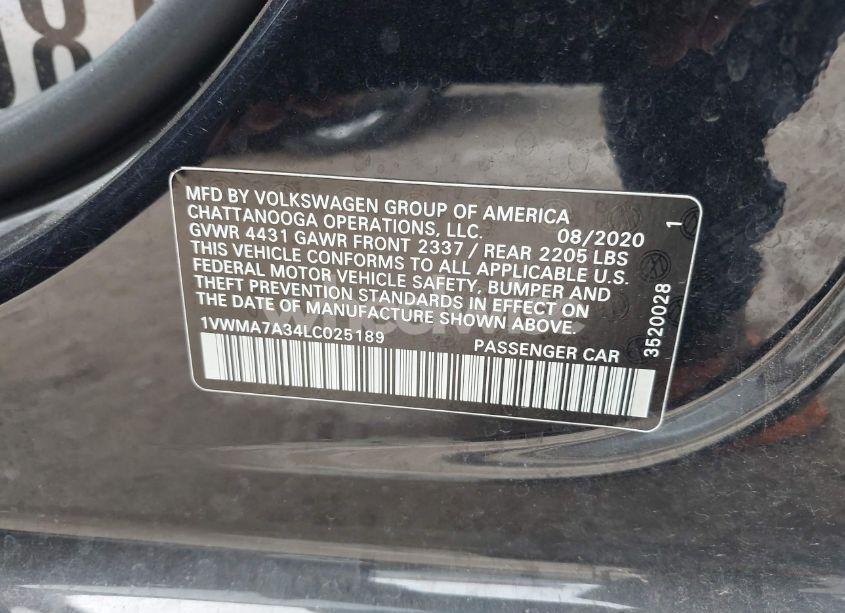 MFD BY VOLKSWAGEN GROUP OF AMERICA
CHATTANOOGA OPERATIONS, LLC. 08/2020 1
GVWR 4431 GAWR FRONT 2337 / REAR 2205 LBS
THIS VEHICLE CONFORMS TO ALL APPLICABLE U.S.
FEDERAL MOTOR VEHICLE SAFETY, BUMPER AND
THEFT PREVENTION STANDARDS IN EFFECT ON
THE DATE OF MANUFACTURE SHOWN ABOVE.
1VWMA7A34LC025189 PASSENGER CAR
3520028